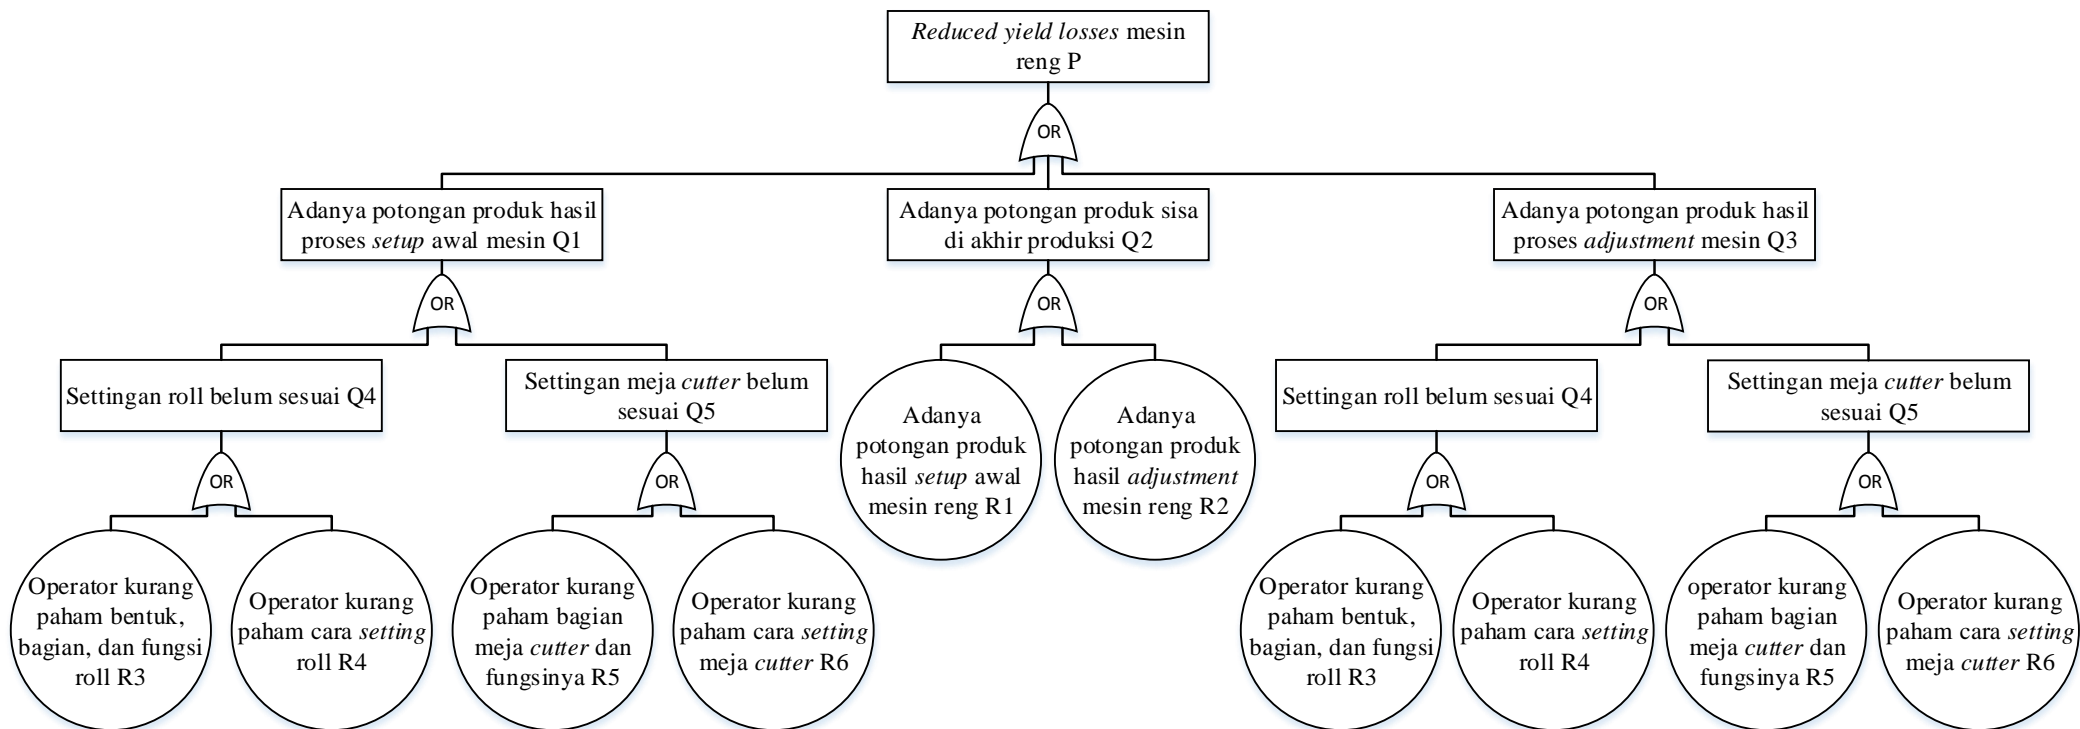 Reduced yield losses mesin
reng P
OR
Adanya potongan produk hasil
proses setup awal mesin Q1
Adanya potongan produk sisa
di akhir produksi Q2
Adanya potongan produk hasil
proses adjustment mesin Q3
OR
OR
OR
Settingan roll belum sesuai Q4
Settingan meja cutter belum
sesuai Q5
Adanya
potongan produk
hasil setup awal
mesin reng R1
Adanya
potongan produk
hasil adjustment
mesin reng R2
Settingan roll belum sesuai Q4
Settingan meja cutter belum
sesuai Q5
OR
OR
OR
OR
Operator kurang
paham bentuk,
bagian, dan fungsi
roll R3
Operator kurang
paham cara setting
roll R4
Operator kurang
paham bagian
meja cutter dan
fungsinya R5
Operator kurang
paham cara setting
meja cutter R6
Operator kurang
paham bentuk,
bagian, dan fungsi
roll R3
Operator kurang
paham cara setting
roll R4
operator kurang
paham bagian
meja cutter dan
fungsinya R5
Operator kurang
paham cara setting
meja cutter R6